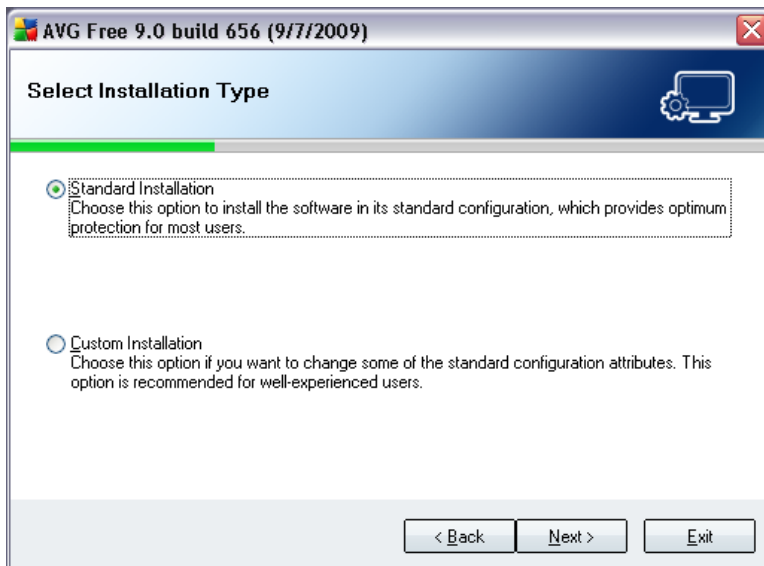 AVG Free 9.0 build 656 (9/7/2009)
Select Installation Type
Standard Installation
Choose this option to install the software in its standard configuration, which provides optimum
protection for most users.
Custom Installation
Choose this option if you want to change some of the standard configuration attributes. This
option is recommended for well-experienced users.
< Back
Next >
Exit